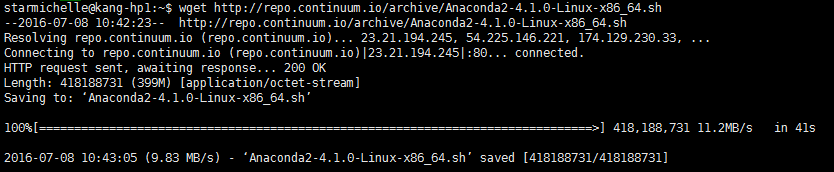 starmichelle@kang-hp1:~$ wget http://repo.continuum.io/archive/Anaconda2-4.1.0-Linux-x86_64.sh
--2016-07-08 10:42:23--  http://repo.continuum.io/archive/Anaconda2-4.1.0-Linux-x86_64.sh
Resolving repo.continuum.io (repo.continuum.io)... 23.21.194.245, 54.225.146.221, 174.129.230.33, ...
Connecting to repo.continuum.io (repo.continuum.io)|23.21.194.245|:80... connected.
HTTP request sent, awaiting response... 200 OK
Length: 418188731 (399M) [application/octet-stream]
Saving to: ‘Anaconda2-4.1.0-Linux-x86_64.sh’
100%[==============================================================================>] 418,188,731 11.2MB/s   in 41s
2016-07-08 10:43:05 (9.83 MB/s) - ‘Anaconda2-4.1.0-Linux-x86_64.sh’ saved [418188731/418188731]